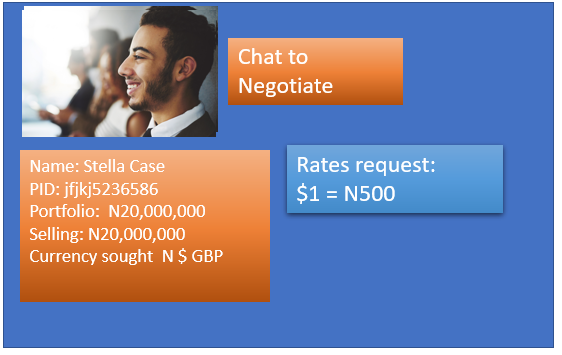 Chat to
Negotiate
Name: Stella Case
PID: jfjkj5236586
Portfolio:  N20,000,000
Selling: N20,000,000
Currency sought  N $ GBP
Rates request:
$1 = N500